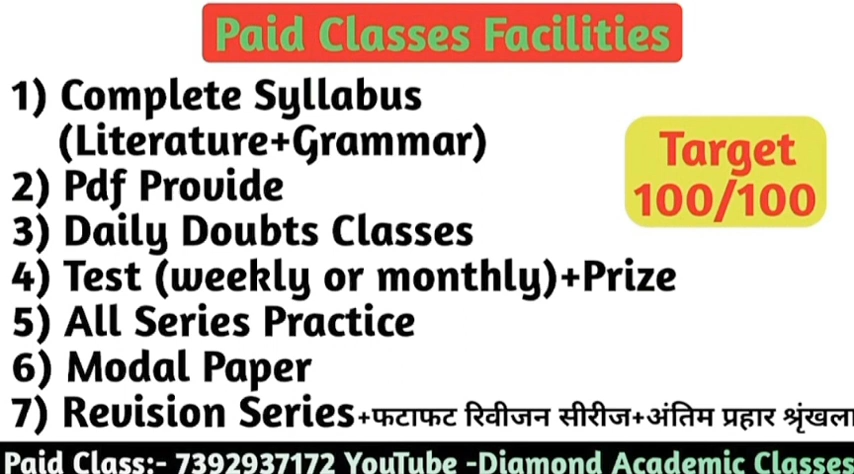 Paid Classes Facilities
1) Complete Syllabus
(Literature+Grammar)
Target
100/100
2) Pdf Provide
3) Daily Doubts Classes
4) Test (weekly or monthly)+Prize
5) All Series Practice
6) Modal Paper
7) Revision Series+फटाफट रिवीजन सीरीज+अंतिम प्रहार श्रृंखला
Paid Class:- 7392937172 YouTube -Diamond Academic Classes